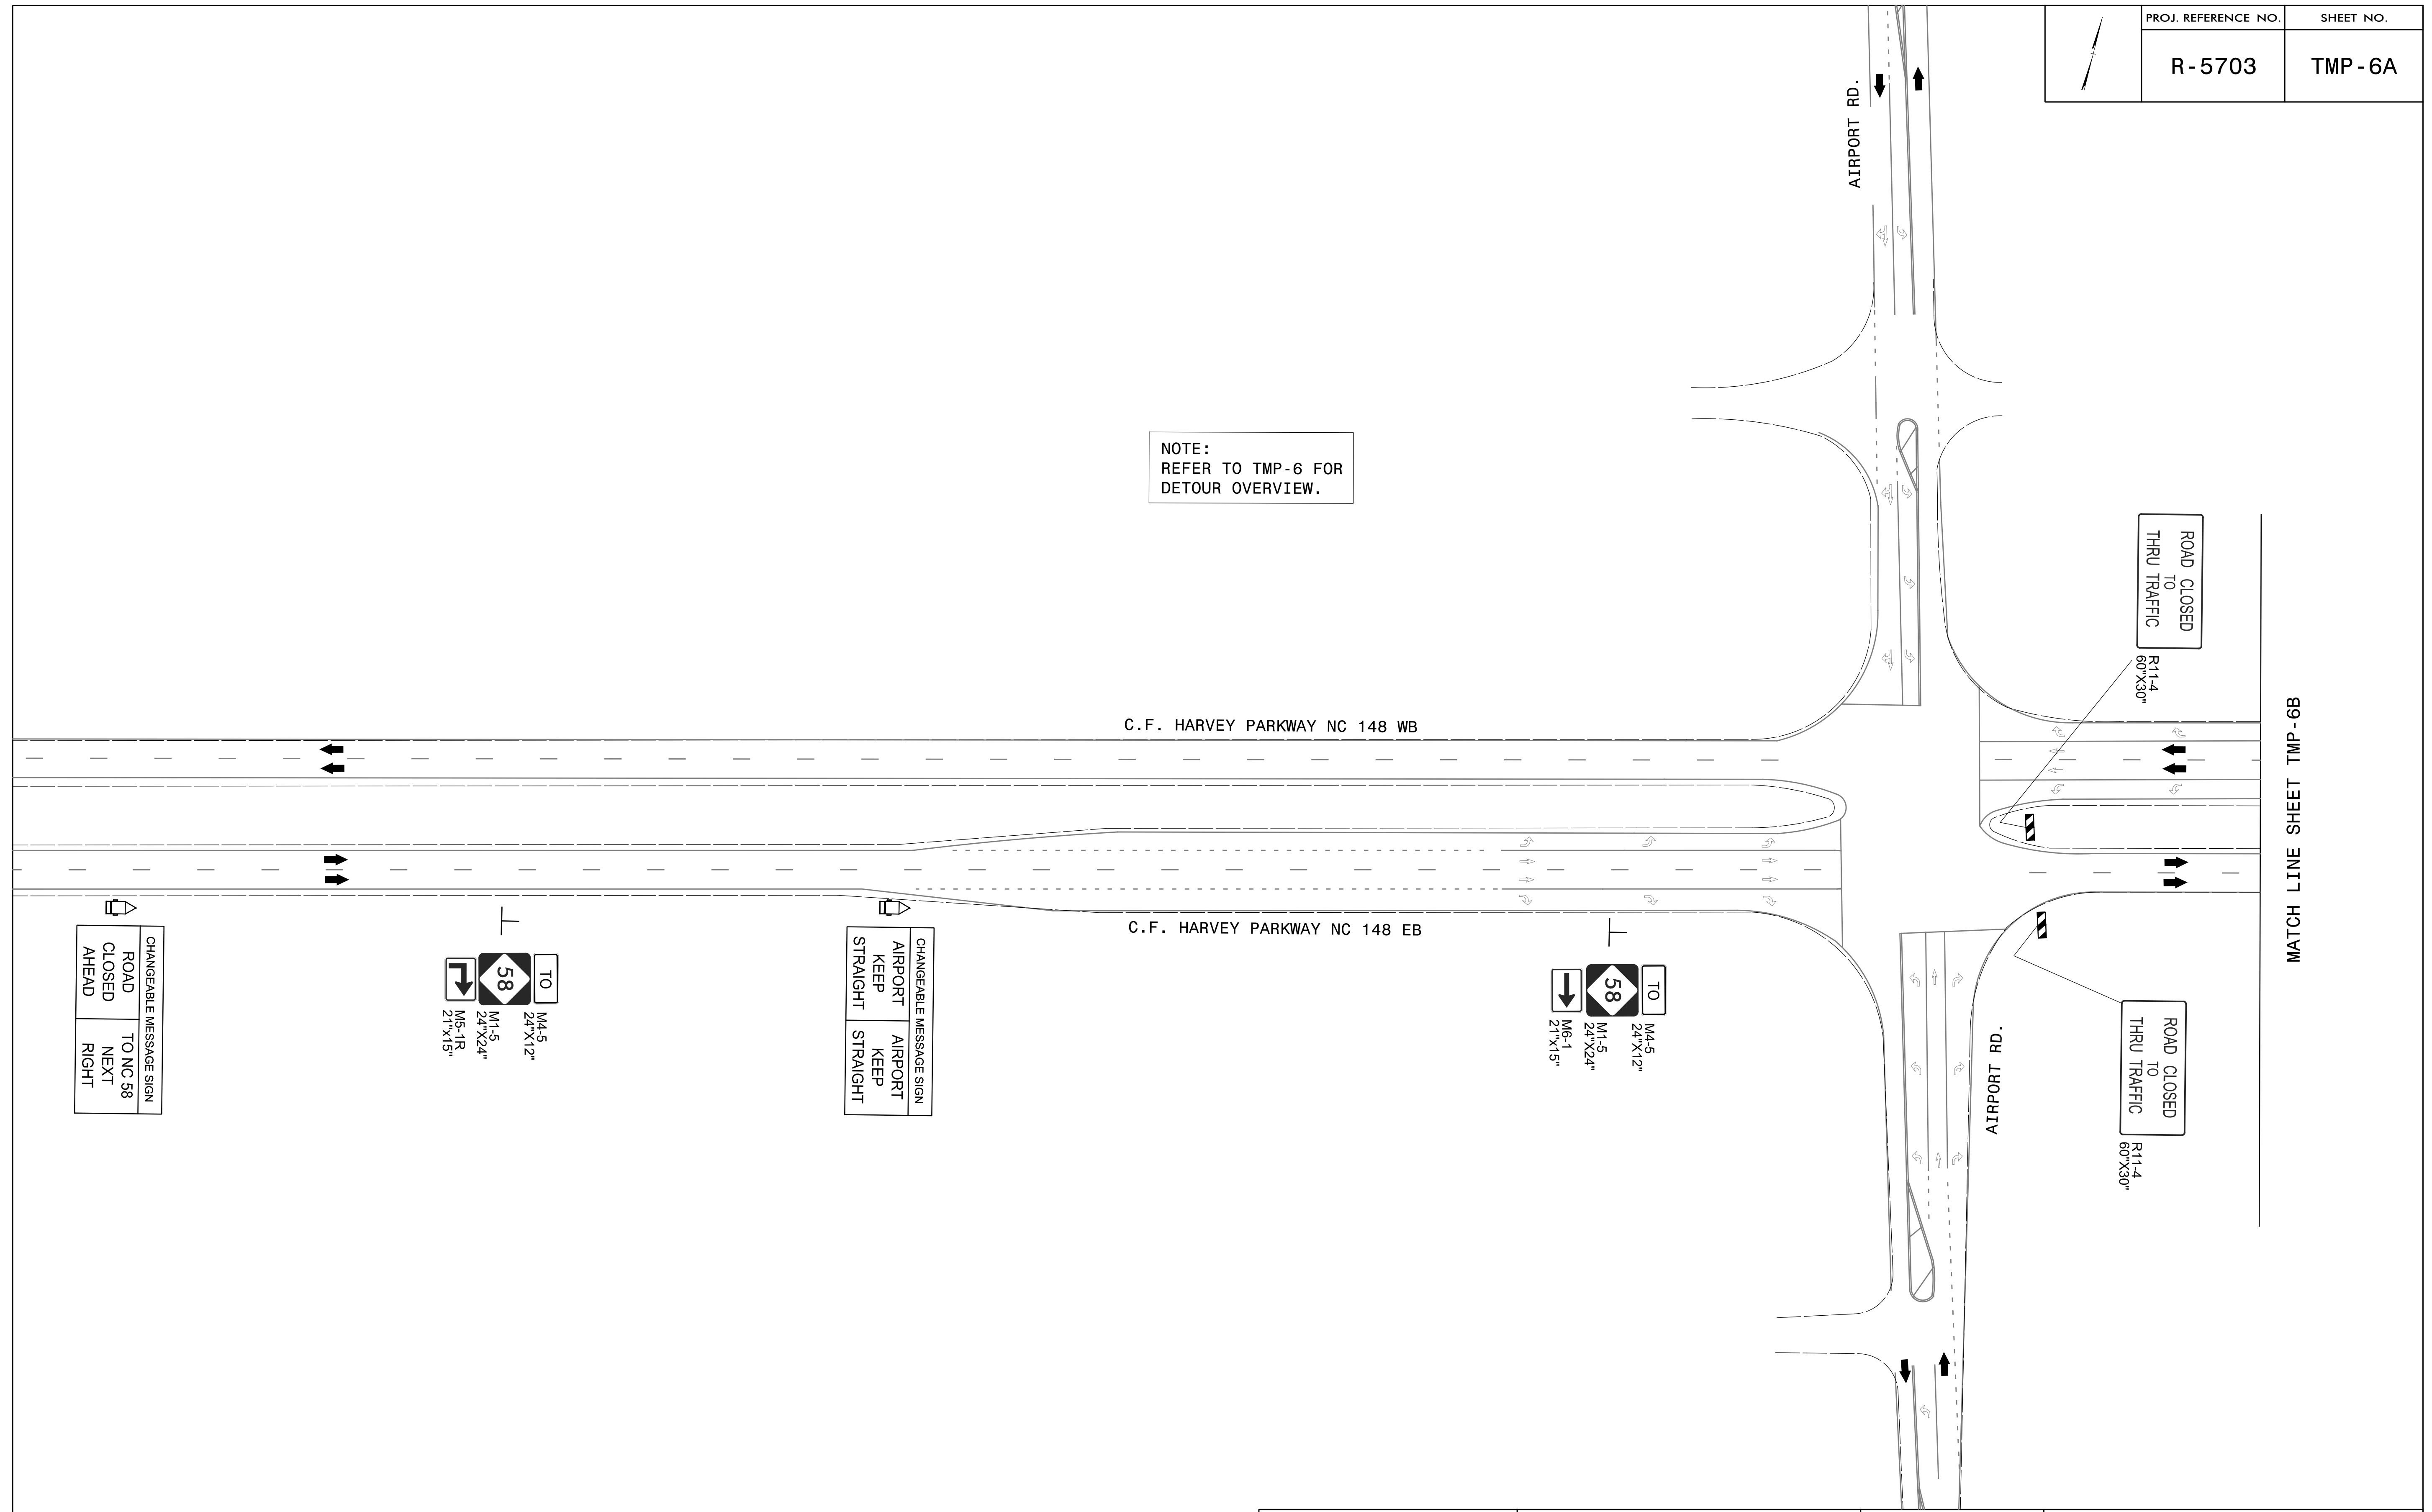 PROJ. REFERENCE NO.
SHEET NO.
R-5703
TMP-6A
AIRPORT RD.
NOTE:
REFER TO TMP-6 FOR
DETOUR OVERVIEW.
ROAD CLOSED
TO
THRU TRAFFIC
R11-4
60"X30"
MATCH LINE SHEET TMP-6B
C.F. HARVEY PARKWAY NC 148 WB
C.F. HARVEY PARKWAY NC 148 EB
CHANGEABLE MESSAGE SIGN
ROAD
CLOSED
AHEAD
TO NC 58
NEXT
RIGHT
TO
58
M4-5
24"X12"
M1-5
24"X24"
M5-1R
21"x15"
CHANGEABLE MESSAGE SIGN
AIRPORT
KEEP
STRAIGHT
AIRPORT
KEEP
STRAIGHT
TO
58
M4-5
24"X12"
M1-5
24"X24"
M6-1
21"x15"
AIRPORT RD.
ROAD CLOSED
TO
THRU TRAFFIC
R11-4
60"X30"